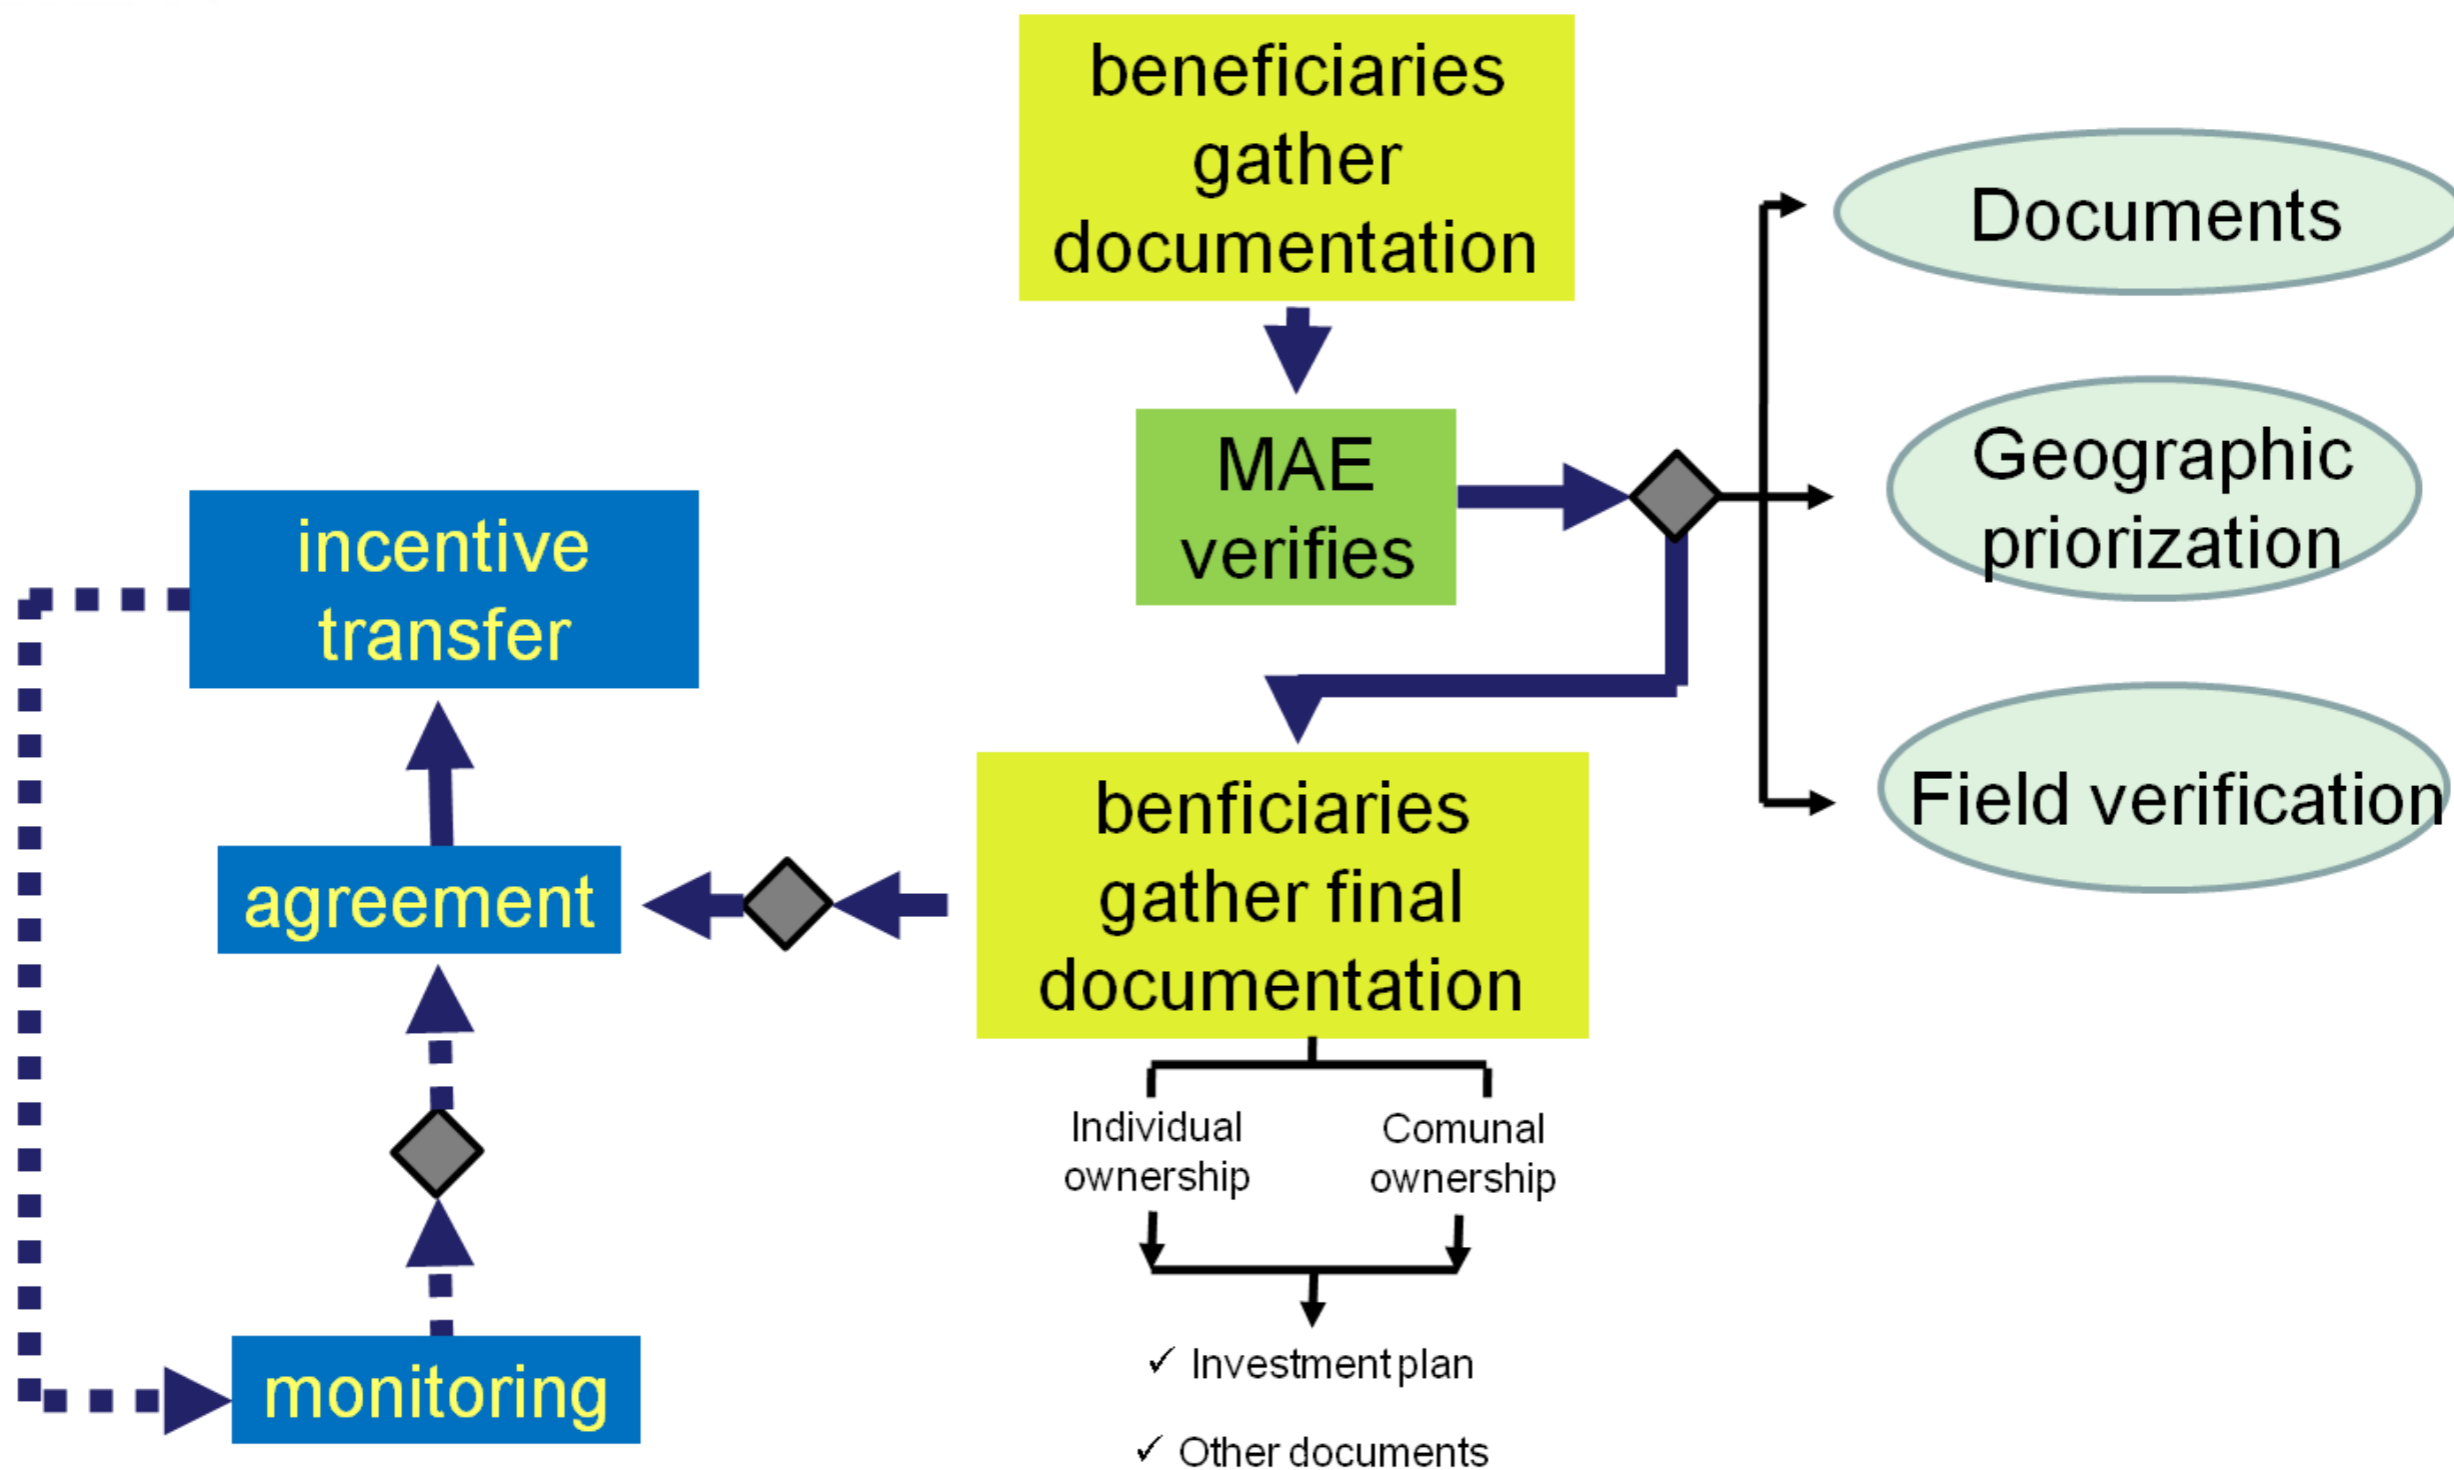 beneficiaries
gather
documentation
Documents
MAE
verifies
Geographic
priorization
incentive
transfer
Field verification
benficiaries
gather final
documentation
agreement
Individual
ownership
Comunal
ownership
✓ Investment plan
✓ Other documents
monitoring